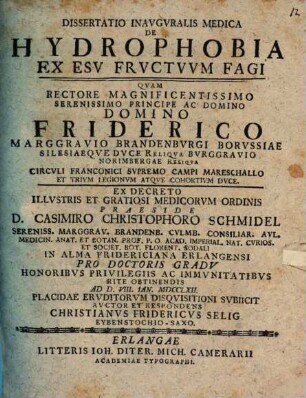 12
DISSERTATIO INAVGVRALIS MEDICA
DE
HYDROPHOBIA
EX ESV FRVCTVVM FAGI
QVAM
RECTORE MAGNIFICENTISSIMO
SERENISSIMO PRINCIPE AC DOMINO
DOMINO
FRIDERICO
MARGGRAVIO BRANDENBVRGI BORVSSIAE
SILESIAEQVE DVCE RELIQVA BVRGGRAVIO
NORIMBERGAE RELIQVA
CIRCVLI FRANCONICI SVPREMO CAMPI MARESCHALLO
ET TRIVM LEGIONVM ATQVE COHORTIVM DVCE.
EX DECRETO
ILLVSTRIS ET GRATIOSI MEDICORVM ORDINIS
PRAESIDE
D. CASIMIRO CHRISTOPHORO SCHMIDEL
SERENISS. MARGGRAV. BRANDENB. CVLMB. CONSILIAR. AVL.
MEDICIN. ANAT. ET BOTAN. PROF. P. O. ACAD. IMPERIAL. NAT. CVRIOS.
ET SOCIET. BOT. FLORENT. SODALI
IN ALMA FRIDERICIANA ERLANGENSI
PRO DOCTORIS GRADV
HONORIBVS PRIVILEGIIS AC IMMVNITATIBVS
RITE OBTINENDIS
AD D. VIII. IAN. MDCCLXII.
PLACIDAE ERVDITORVM DISQVISITIONI SVBIICIT
AVCTOR ET RESPONDENS
CHRISTIANVS FRIDERICVS SELIG
EYBENSTOCHIO-SAXO.
ERLANGAE
LITTERIS IOH. DITER. MICH. CAMERARII
ACADEMIAE TYPOGRAPHI.